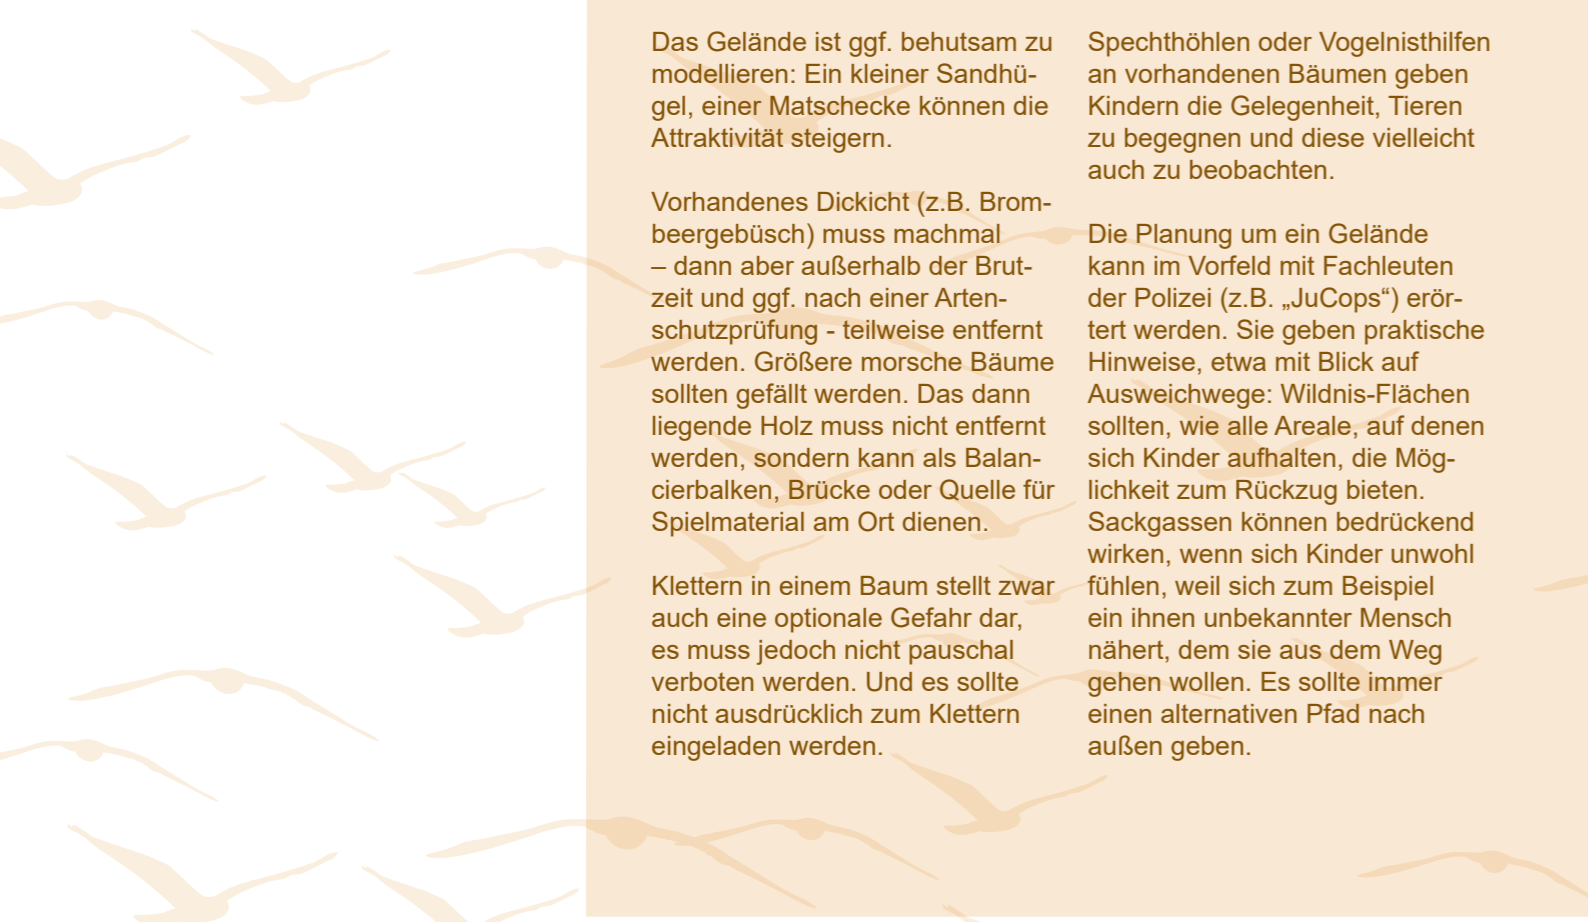 Das Gelände ist ggf. behutsam zu
modellieren: Ein kleiner Sandhü-
gel, einer Matschecke können die
Attraktivität steigern.
Vorhandenes Dickicht (z.B. Brom-
beergebüsch) muss machmal
– dann aber außerhalb der Brut-
zeit und ggf. nach einer Arten-
schutzprüfung - teilweise entfernt
werden. Größere morsche Bäume
sollten gefällt werden. Das dann
liegende Holz muss nicht entfernt
werden, sondern kann als Balan-
cierbalken, Brücke oder Quelle für
Spielmaterial am Ort dienen.
Klettern in einem Baum stellt zwar
auch eine optionale Gefahr dar,
es muss jedoch nicht pauschal
verboten werden. Und es sollte
nicht ausdrücklich zum Klettern
eingeladen werden.
Spechthöhlen oder Vogelnisthilfen
an vorhandenen Bäumen geben
Kindern die Gelegenheit, Tieren
zu begegnen und diese vielleicht
auch zu beobachten.
Die Planung um ein Gelände
kann im Vorfeld mit Fachleuten
der Polizei (z.B. „JuCops“) erör-
tert werden. Sie geben praktische
Hinweise, etwa mit Blick auf
Ausweichwege: Wildnis-Flächen
sollten, wie alle Areale, auf denen
sich Kinder aufhalten, die Mög-
lichkeit zum Rückzug bieten.
Sackgassen können bedrückend
wirken, wenn sich Kinder unwohl
fühlen, weil sich zum Beispiel
ein ihnen unbekannter Mensch
nähert, dem sie aus dem Weg
gehen wollen. Es sollte immer
einen alternativen Pfad nach
außen geben.